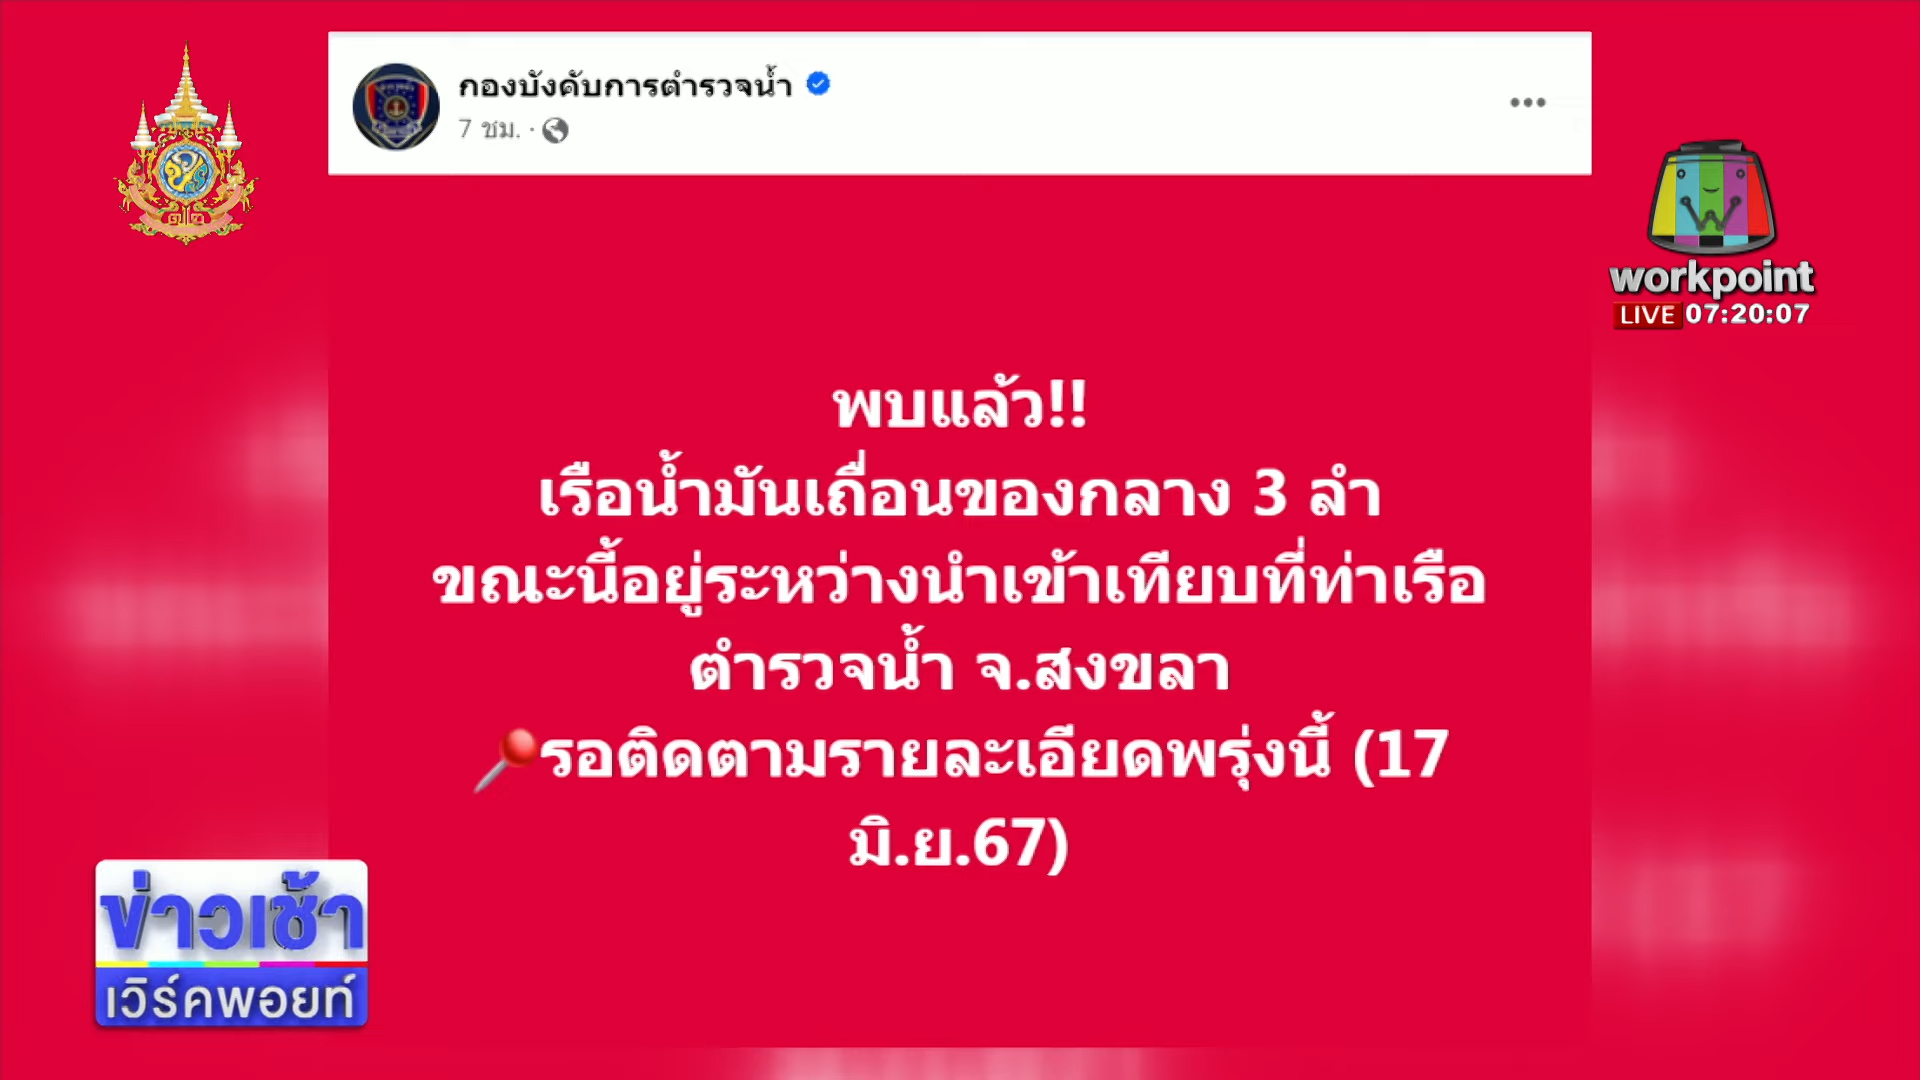 กองบังคับการตำรวจน้ำ
7 ชม.
workpoint
LIVE 07:20:07
พบแล้ว!!
เรือน้ำมันเถื่อนของกลาง 3 ลำ
ขณะนี้อยู่ระหว่างนำเข้าเทียบที่ท่าเรือ
ตำรวจน้ำ จ.สงขลา
📍รอติดตามรายละเอียดพรุ่งนี้ (17
มิ.ย.67)
ข่าวเช้า
เวิร์คพอยท์